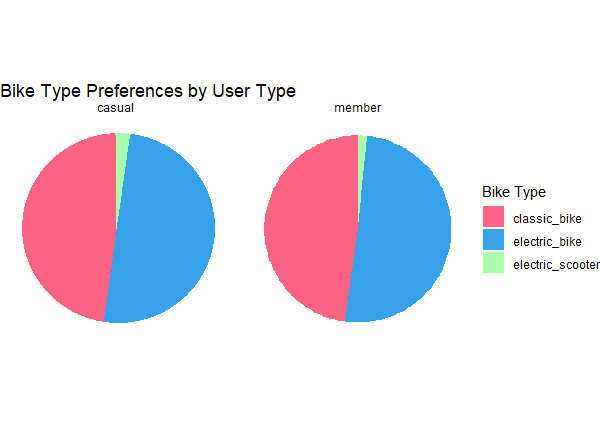 Bike Type Preferences by User Type
casual
member
Bike Type
classic_bike
electric_bike
electric_scooter